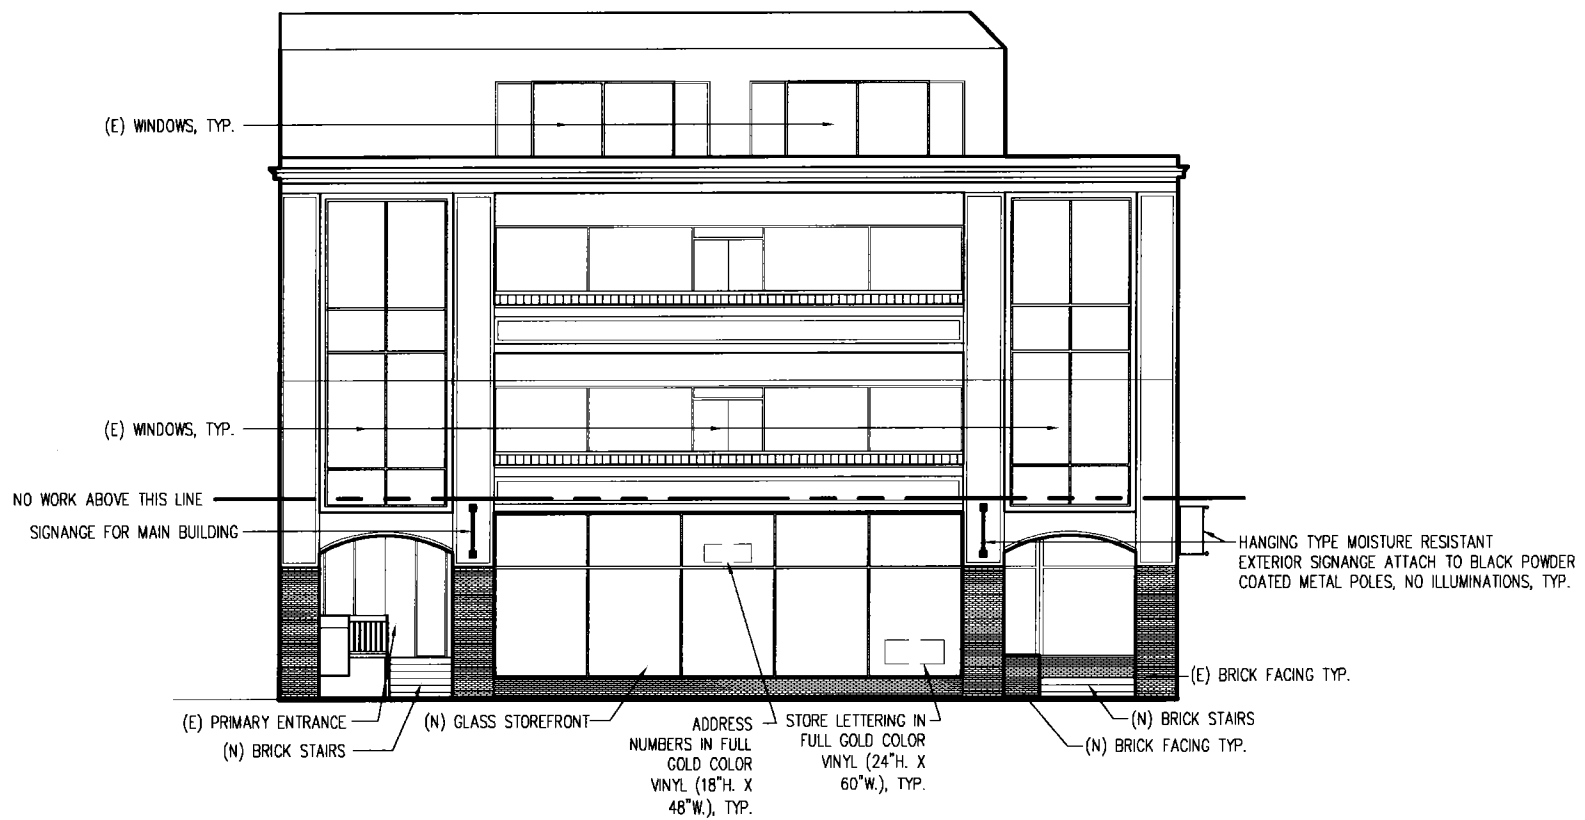 (E) WINDOWS, TYP.
(E) WINDOWS, TYP.
NO WORK ABOVE THIS LINE
SIGNANGE FOR MAIN BUILDING
HANGING TYPE MOISTURE RESISTANT
EXTERIOR SIGNANGE ATTACH TO BLACK POWDER
COATED METAL POLES, NO ILLUMINATIONS, TYP.
(E) BRICK FACING TYP.
(N) BRICK STAIRS
(N) BRICK FACING TYP.
(E) PRIMARY ENTRANCE
(N) BRICK STAIRS
(N) GLASS STOREFRONT
ADDRESS
NUMBERS IN FULL
GOLD COLOR
VINYL (18"H. X
48"W.), TYP.
STORE LETTERING IN
FULL GOLD COLOR
VINYL (24"H. X
60"W.), TYP.